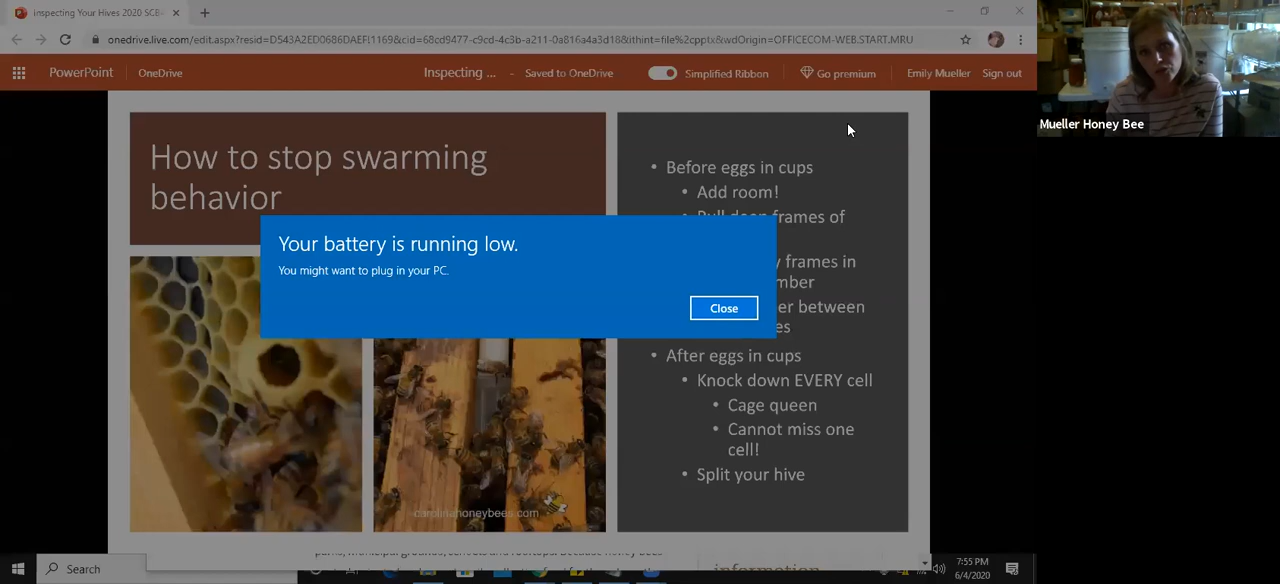 Inspecting Your Hives 2020 SCB
onedrive.live.com/edit.aspx?resid=D543A2ED0686DAEF!1169&cid=68cd9477-c9cd-4c3b-a211-0a816a4a3d18&ithint=file%2cpptx&wdOrigin=OFFICECOM-WEB.START.MRU
PowerPoint OneDrive Inspecting ... - Saved to OneDrive Simplified Ribbon Go premium Emily Mueller Sign out
Mueller Honey Bee
How to stop swarming
behavior
• Before eggs in cups
• Add room!
frames of
Your battery is running low.
You might want to plug in your PC.
Close
frames in
er between
• After eggs in cups
• Knock down EVERY cell
• Cage queen
• Cannot miss one
cell!
• Split your hive
carolinahoneybees.com
information
Search
7:55 PM
6/4/2020